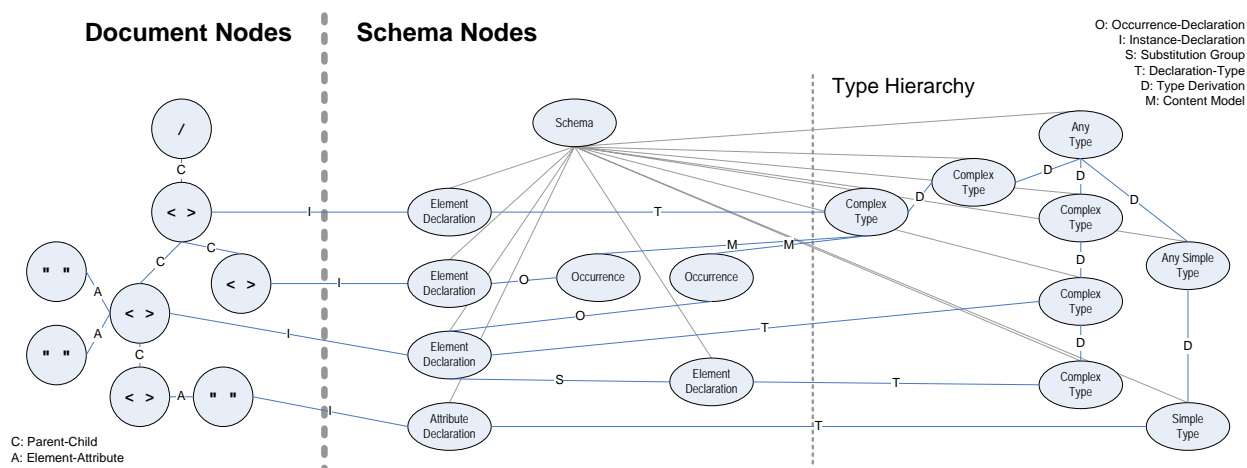 Document Nodes
Schema Nodes
O: Occurrence-Declaration
I: Instance-Declaration
S: Substitution Group
T: Declaration-Type
D: Type Derivation
M: Content Model
Type Hierarchy
/
Schema
Any
Type
C
Complex
Type
D
D
D
< >
I
Element
Declaration
T
Complex
Type
D
Complex
Type
D
C
C
M
M
" "
A
< >
I
Element
Declaration
O
Occurrence
Occurrence
D
Any Simple
Type
< >
A
" "
I
O
T
Complex
Type
C
Element
Declaration
D
D
S
Element
Declaration
T
Complex
Type
< >
A
" "
I
Attribute
Declaration
T
Simple
Type
C: Parent-Child
A: Element-Attribute